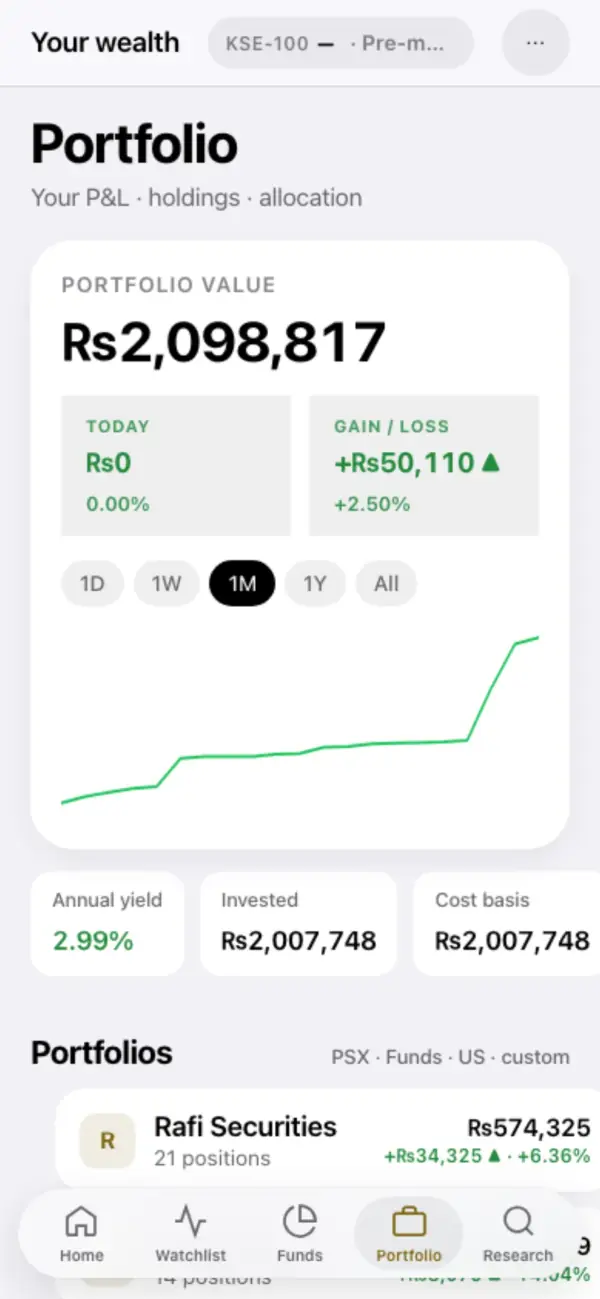 Your wealth
KSE-100 – · Pre-m...
...
Portfolio
Your P&L · holdings · allocation
PORTFOLIO VALUE
Rs2,098,817
TODAY
Rs0
0.00%
GAIN / LOSS
+Rs50,110 ▲
+2.50%
1D 1W 1M 1Y All
Annual yield
2.99%
Invested
Rs2,007,748
Cost basis
Rs2,007,748
Portfolios
PSX · Funds · US · custom
R
Rafi Securities
21 positions
Rs574,325
+Rs34,325 ▲ · +6.36%
Home
Watchlist
Funds
Portfolio
Research
9
14 positions